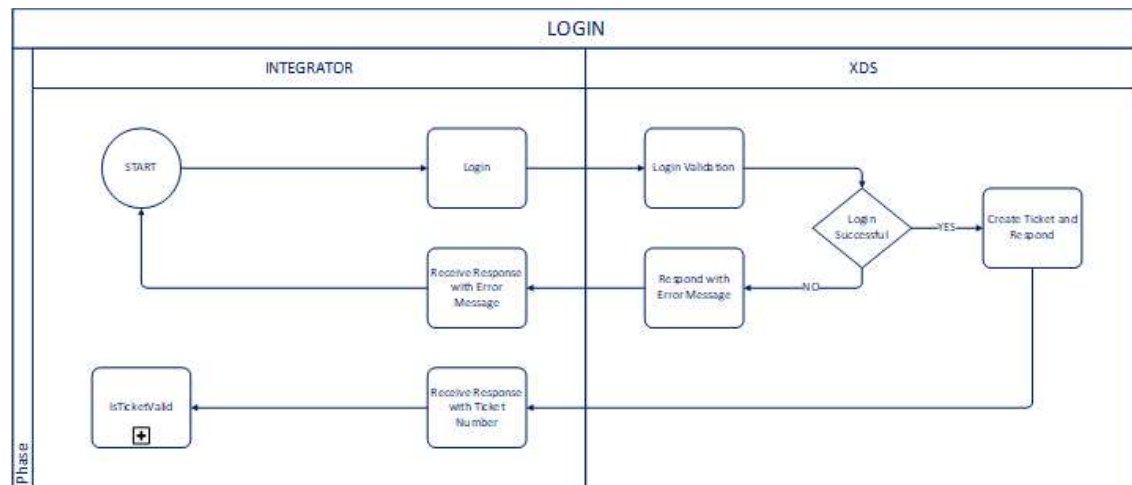 LOGIN
INTEGRATOR
XDS
START
Login
Login Validation
Login
Successful
YES
Create Ticket and
Respond
Receive Response
with Error
Message
Respond with
Error Message
NO
IsTicketValid
Receive Response
with Ticket
Number
Phase